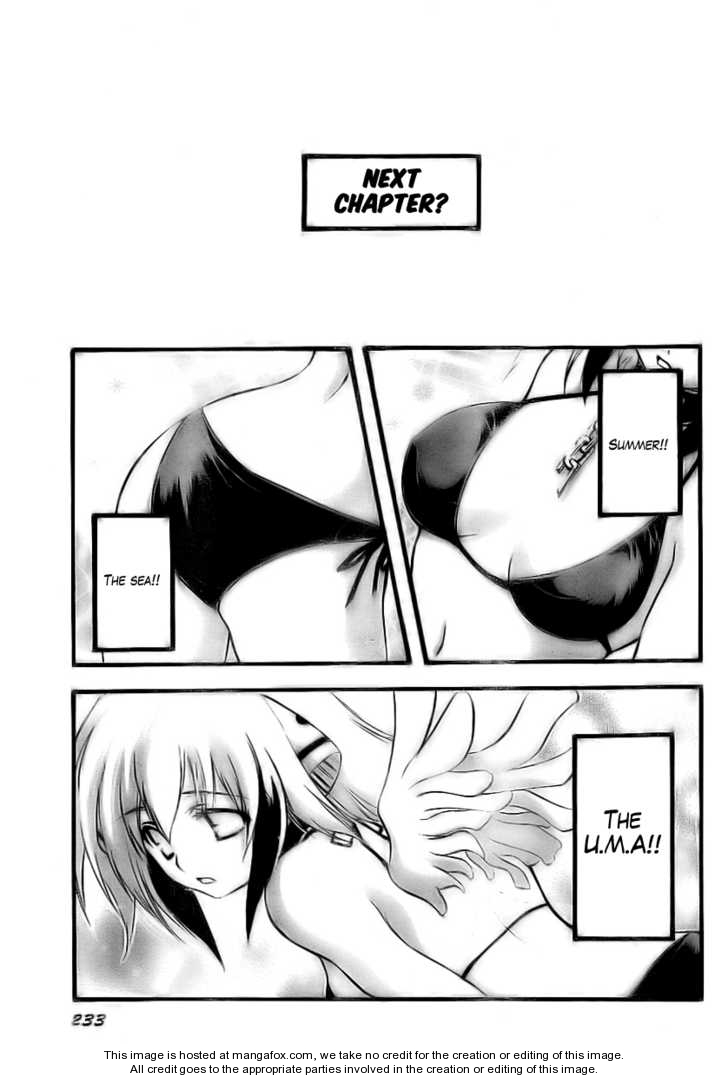 NEXT
CHAPTER?
SUMMER!!
THE SEA!!
THE
U.M.A!!
233
This image is hosted at mangafox.com, we take no credit for the creation or editing of this image.
All credit goes to the appropriate parties involved in the creation or editing of this image.